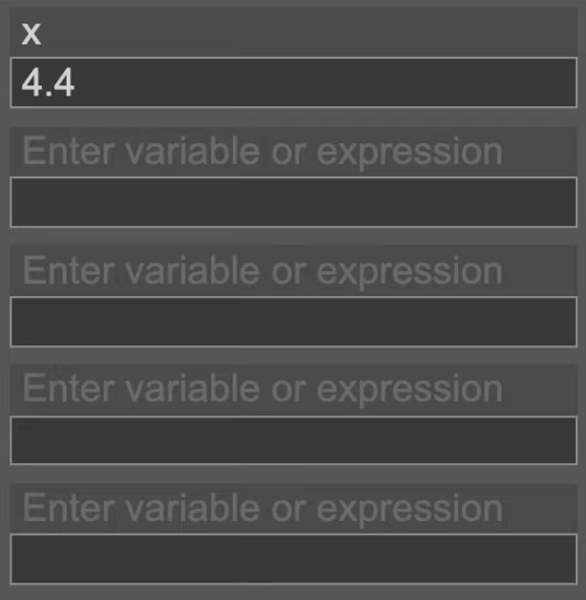 x
4.4
Enter variable or expression
Enter variable or expression
Enter variable or expression
Enter variable or expression